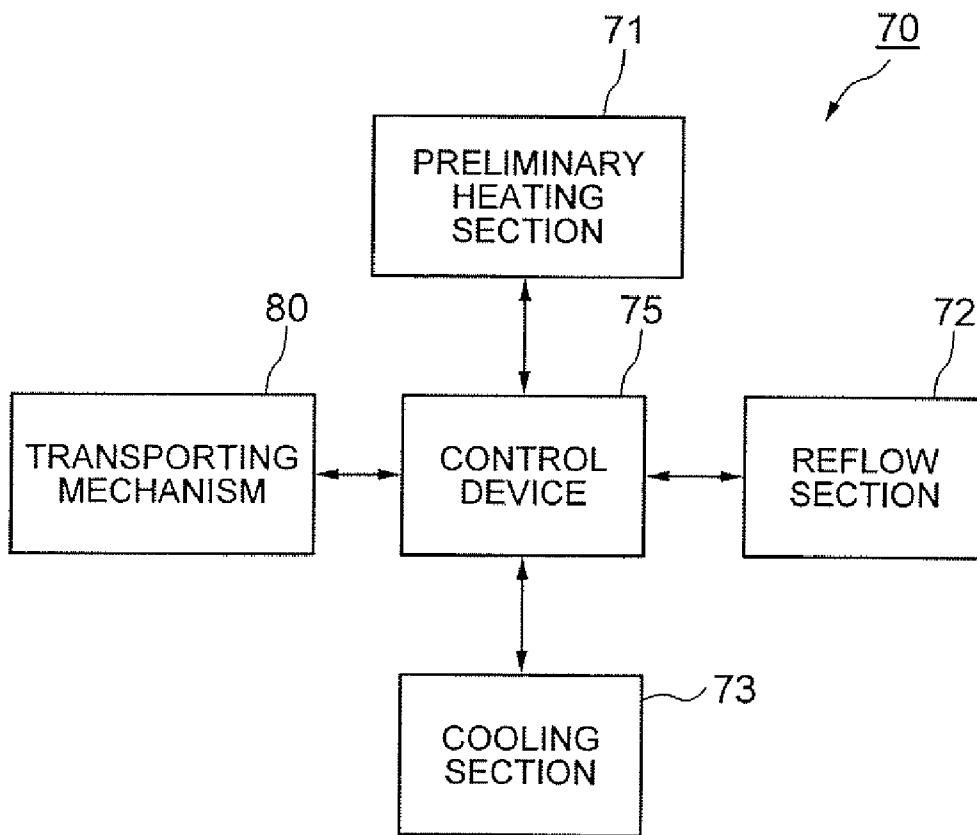 71
70
PRELIMINARY
HEATING
SECTION
80
75
72
TRANSPORTING
MECHANISM
CONTROL
DEVICE
REFLOW
SECTION
73
COOLING
SECTION